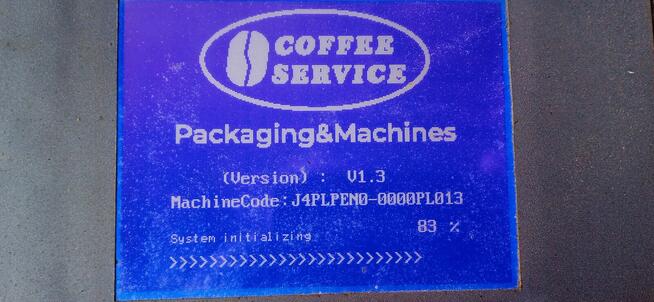 COFFEE
SERVICE
Packaging&Machines
(Version) : V1.3
MachineCode:J4PLPEN0-0000PL013
83 %
System initializing
>>>>>>>>>>>>>>>>>>>>>>>>>>